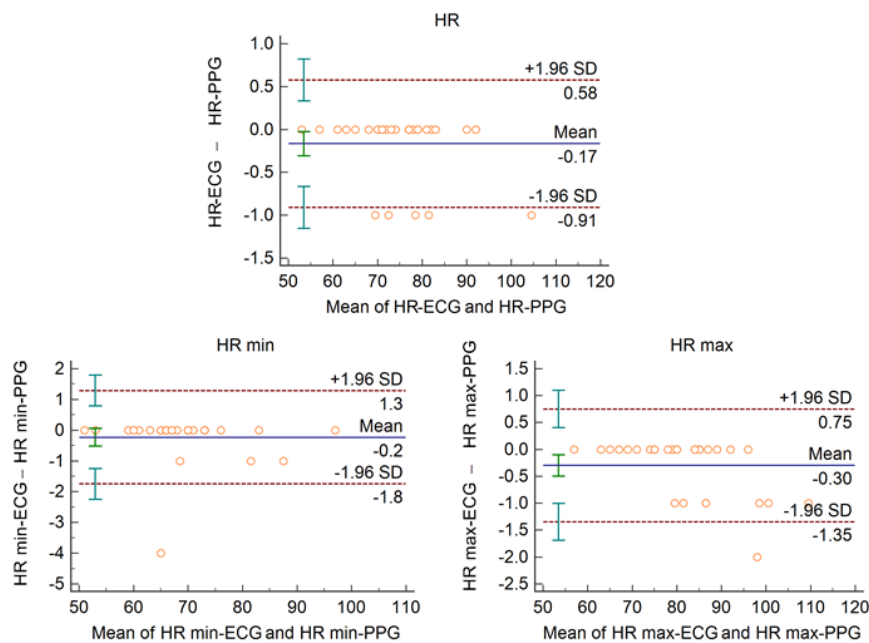 HR
HR-ECG – HR-PPG
1.0
0.5
0.0
-0.5
-1.0
-1.5
+1.96 SD
0.58
Mean
-0.17
-1.96 SD
-0.91
50 60 70 80 90 100 110 120
Mean of HR-ECG and HR-PPG
HR min
HR min-ECG – HR min-PPG
2
1
0
-1
-2
-3
-4
-5
+1.96 SD
1.3
Mean
-0.2
-1.96 SD
-1.8
50 60 70 80 90 100 110
Mean of HR min-ECG and HR min-PPG
HR max
HR max-ECG – HR max-PPG
1.5
1.0
0.5
0.0
-0.5
-1.0
-1.5
-2.0
-2.5
+1.96 SD
0.75
Mean
-0.30
-1.96 SD
-1.35
50 60 70 80 90 100 110 120
Mean of HR max-ECG and HR max-PPG